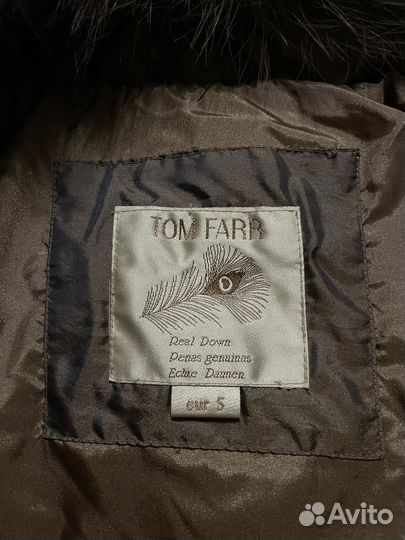 TOM FARR
Real Down
Penas genuinas
Echte Daunen
eur S
Avito